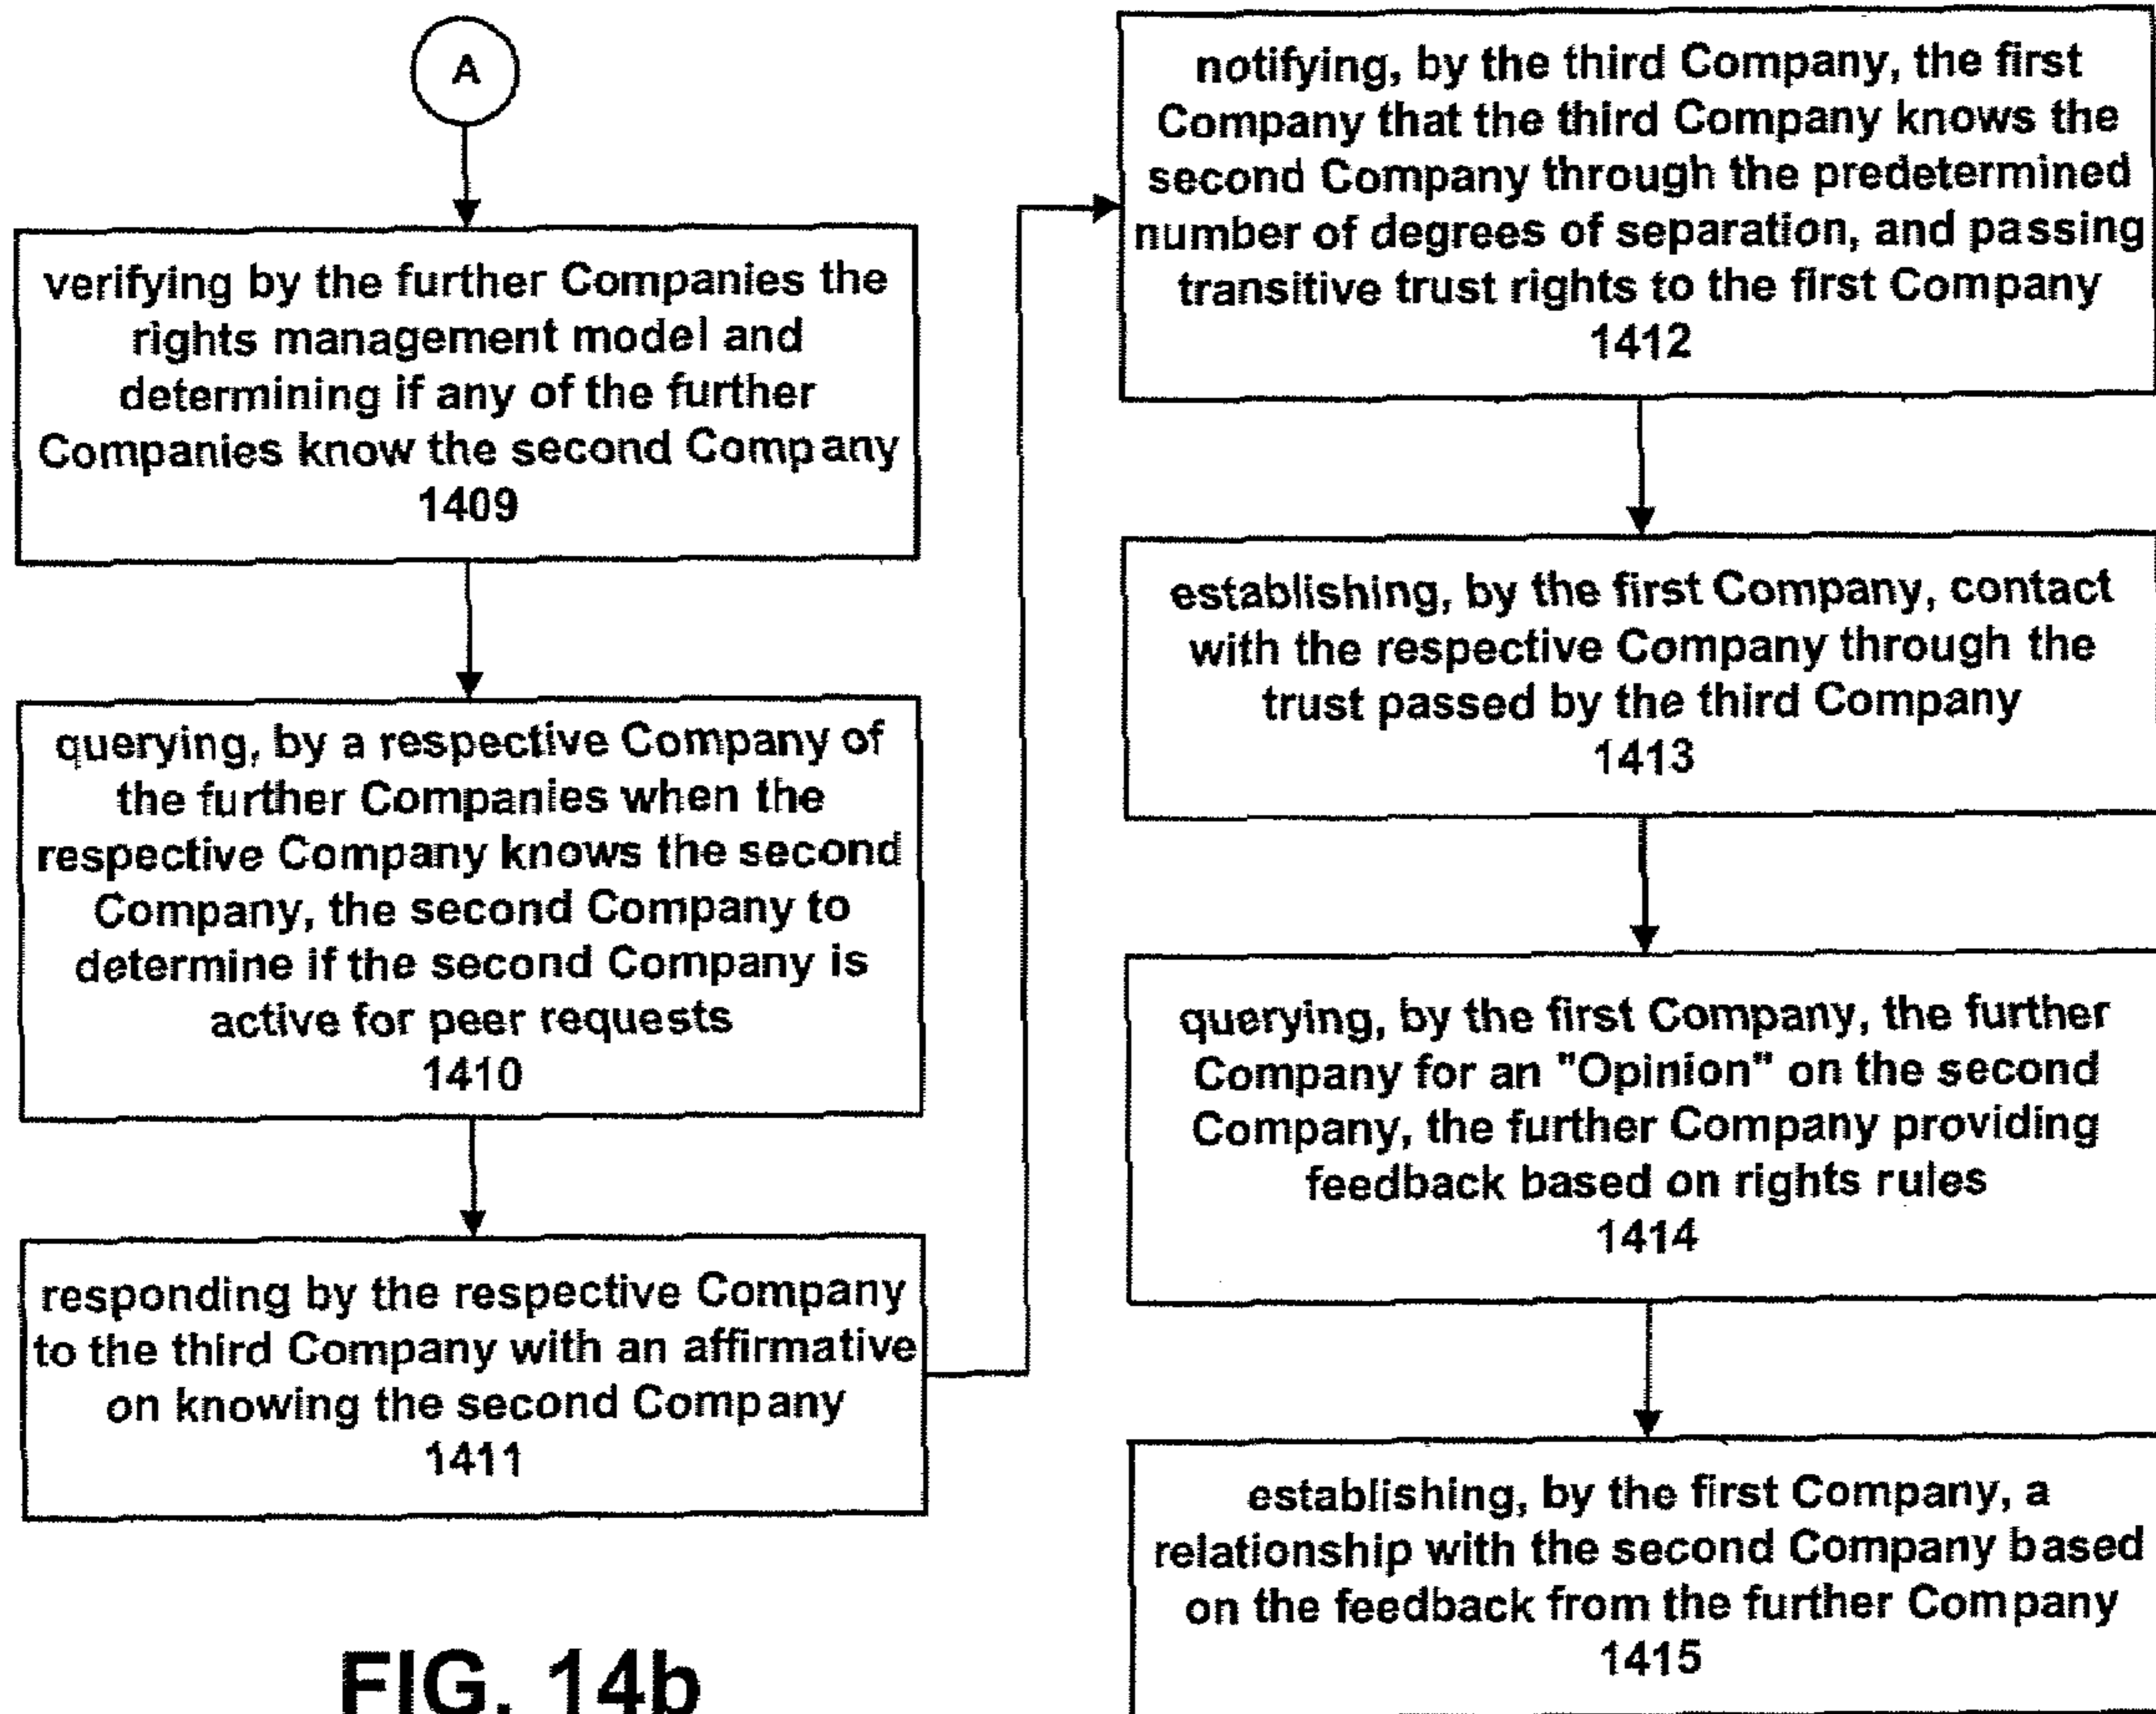 A
verifying by the further Companies the
rights management model and
determining if any of the further
Companies know the second Company
1409
querying, by a respective Company of
the further Companies when the
respective Company knows the second
Company, the second Company to
determine if the second Company is
active for peer requests
1410
responding by the respective Company
to the third Company with an affirmative
on knowing the second Company
1411
notifying, by the third Company, the first
Company that the third Company knows the
second Company through the predetermined
number of degrees of separation, and passing
transitive trust rights to the first Company
1412
establishing, by the first Company, contact
with the respective Company through the
trust passed by the third Company
1413
querying, by the first Company, the further
Company for an "Opinion" on the second
Company, the further Company providing
feedback based on rights rules
1414
establishing, by the first Company, a
relationship with the second Company based
on the feedback from the further Company
1415
FIG. 14b